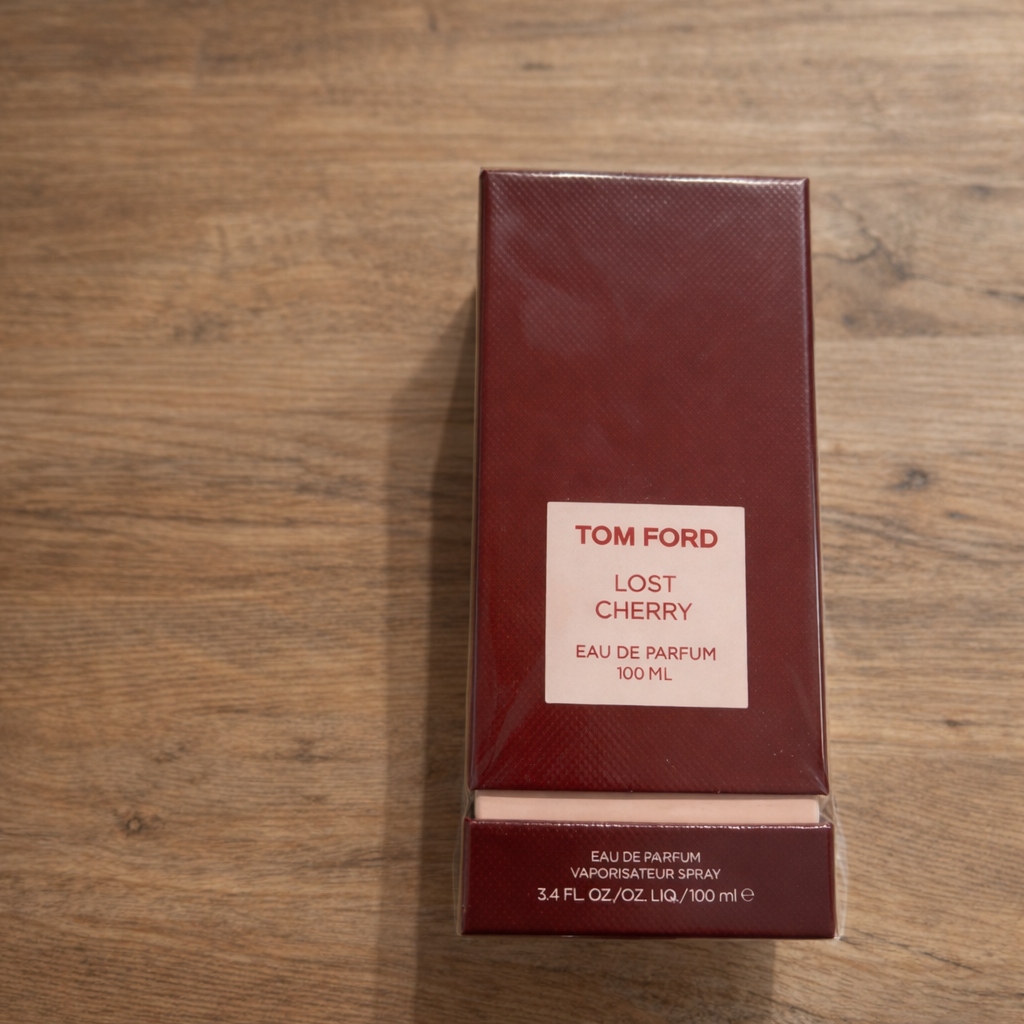 TOM FORD
LOST
CHERRY
EAU DE PARFUM
100 ML
EAU DE PARFUM
VAPORISATEUR SPRAY
3.4 FL. OZ./OZ. LIQ./100 ml ℮